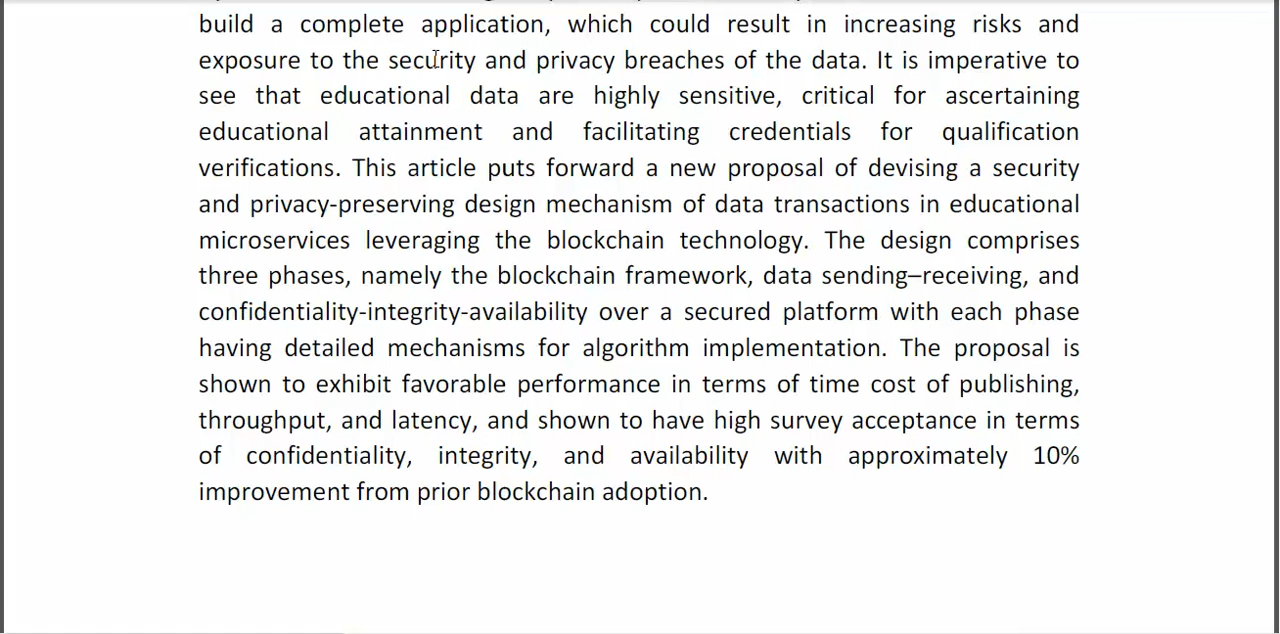 build a complete application, which could result in increasing risks and
exposure to the security and privacy breaches of the data. It is imperative to
see that educational data are highly sensitive, critical for ascertaining
educational attainment and facilitating credentials for qualification
verifications. This article puts forward a new proposal of devising a security
and privacy-preserving design mechanism of data transactions in educational
microservices leveraging the blockchain technology. The design comprises
three phases, namely the blockchain framework, data sending–receiving, and
confidentiality-integrity-availability over a secured platform with each phase
having detailed mechanisms for algorithm implementation. The proposal is
shown to exhibit favorable performance in terms of time cost of publishing,
throughput, and latency, and shown to have high survey acceptance in terms
of confidentiality, integrity, and availability with approximately 10%
improvement from prior blockchain adoption.